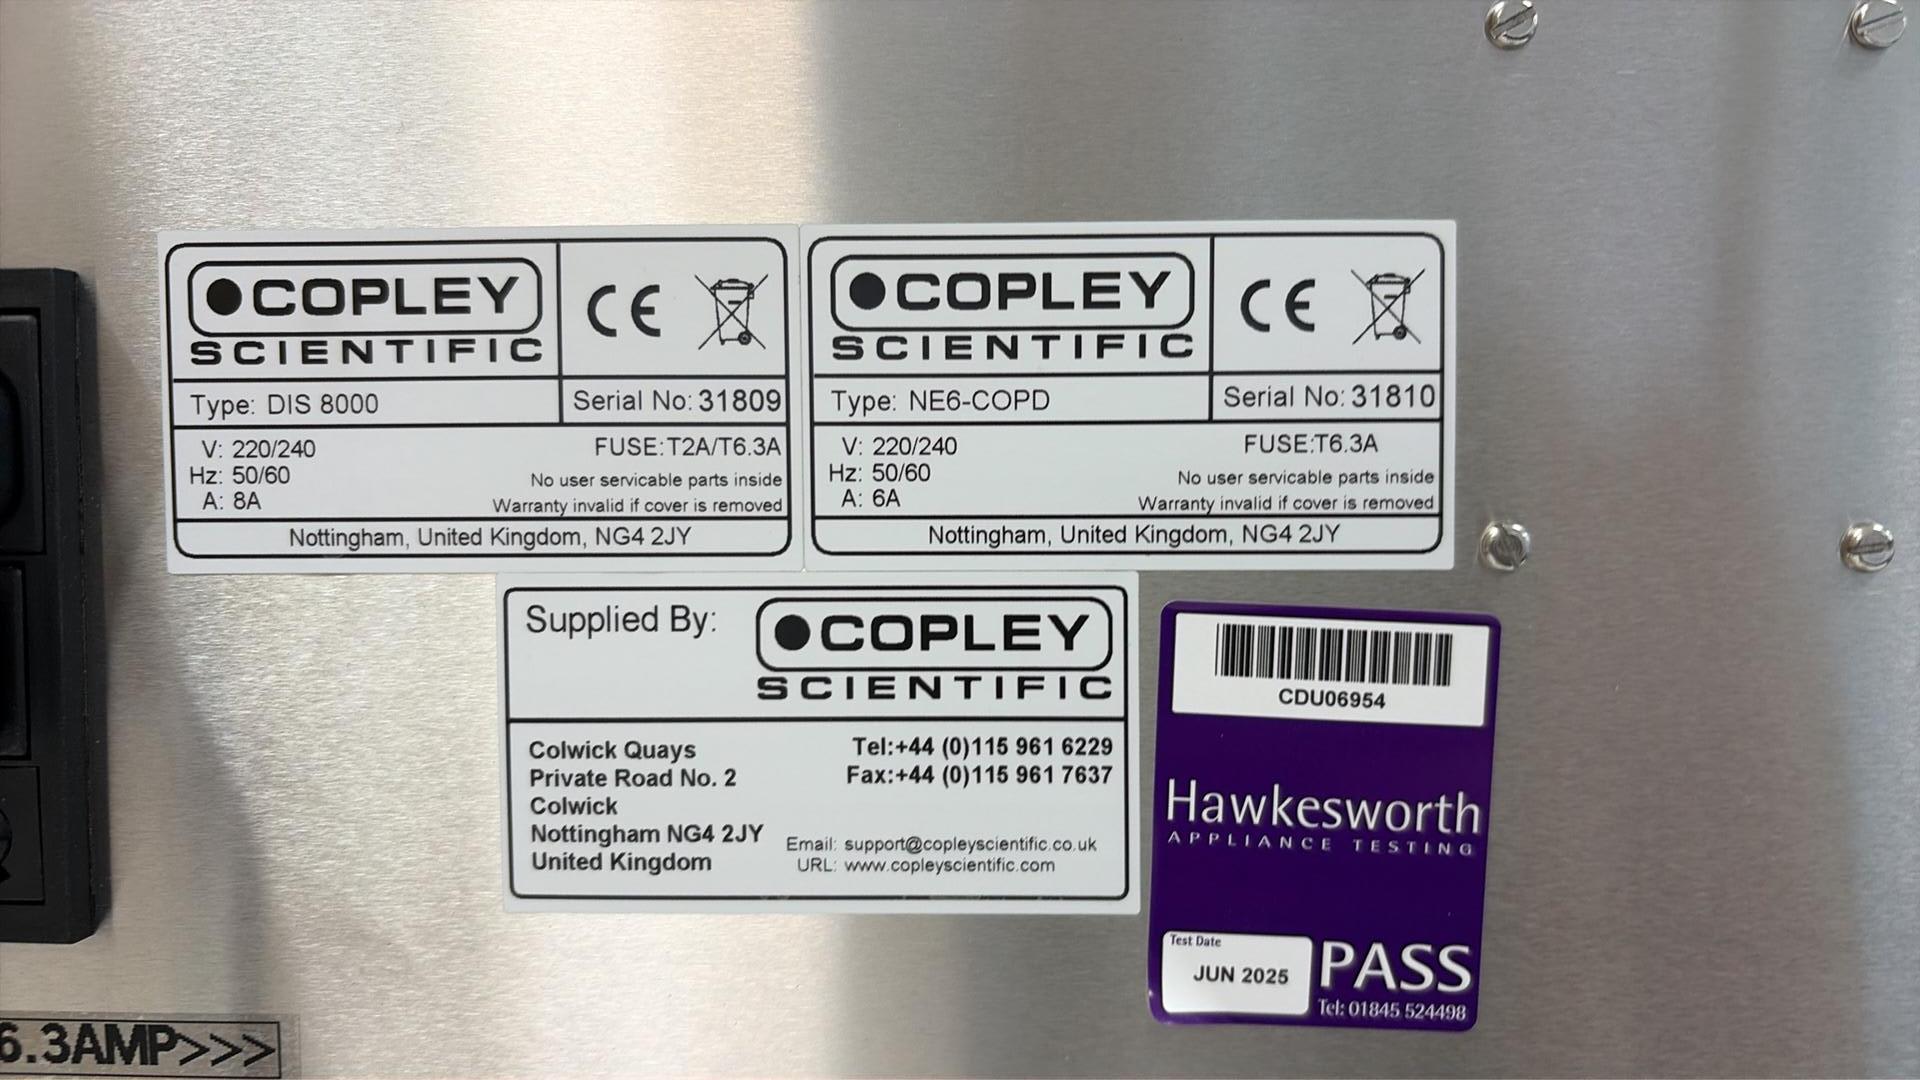 COPLEY
SCIENTIFIC
CE
Type: DIS 8000
Serial No: 31809
V: 220/240
FUSE:T2A/T6.3A
Hz: 50/60
No user servicable parts inside
A: 8A
Warranty invalid if cover is removed
Nottingham, United Kingdom, NG4 2JY
COPLEY
SCIENTIFIC
CE
Type: NE6-COPD
Serial No: 31810
V: 220/240
FUSE:T6.3A
Hz: 50/60
No user servicable parts inside
A: 6A
Warranty invalid if cover is removed
Nottingham, United Kingdom, NG4 2JY
Supplied By:
COPLEY
SCIENTIFIC
Colwick Quays
Private Road No. 2
Colwick
Nottingham NG4 2JY
United Kingdom
Tel:+44 (0)115 961 6229
Fax:+44 (0)115 961 7637
Email: support@copleyscientific.co.uk
URL: www.copleyscientific.com
CDU06954
Hawkesworth
APPLIANCE TESTING
Test Date
JUN 2025
PASS
Tel: 01845 524498
6.3AMP>>>